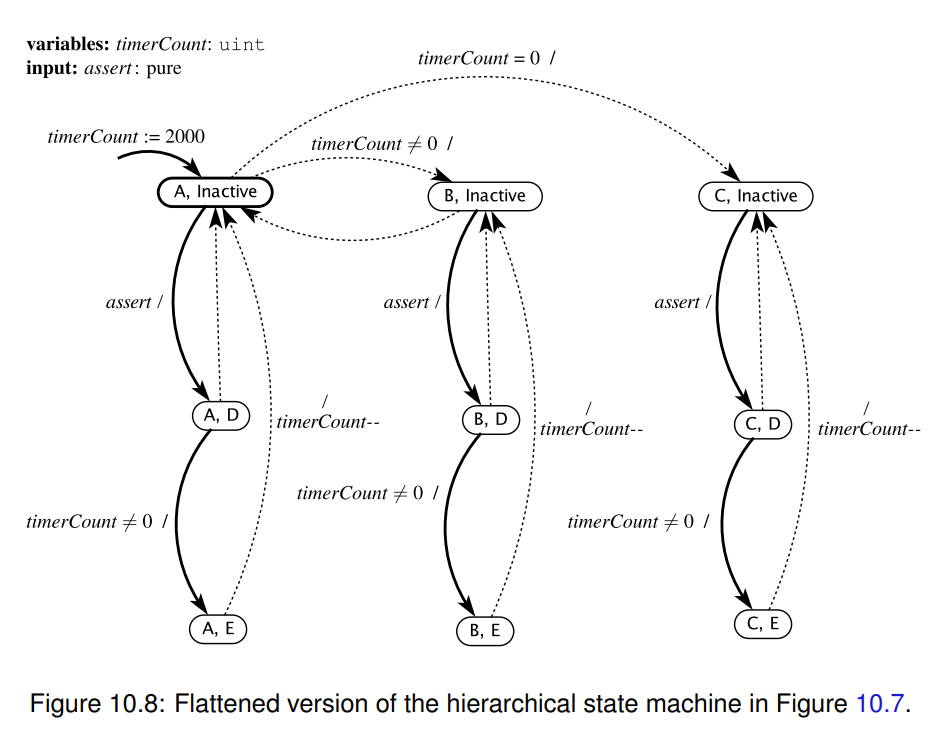 variables: timerCount: uint
input: assert: pure
timerCount = 0 /
timerCount := 2000
timerCount ≠ 0 /
A, Inactive
B, Inactive
C, Inactive
assert /
assert /
assert /
A, D
B, D
C, D
/
timerCount--
/
timerCount--
/
timerCount--
timerCount ≠ 0 /
timerCount ≠ 0 /
timerCount ≠ 0 /
A, E
B, E
C, E
Figure 10.8: Flattened version of the hierarchical state machine in Figure 10.7.